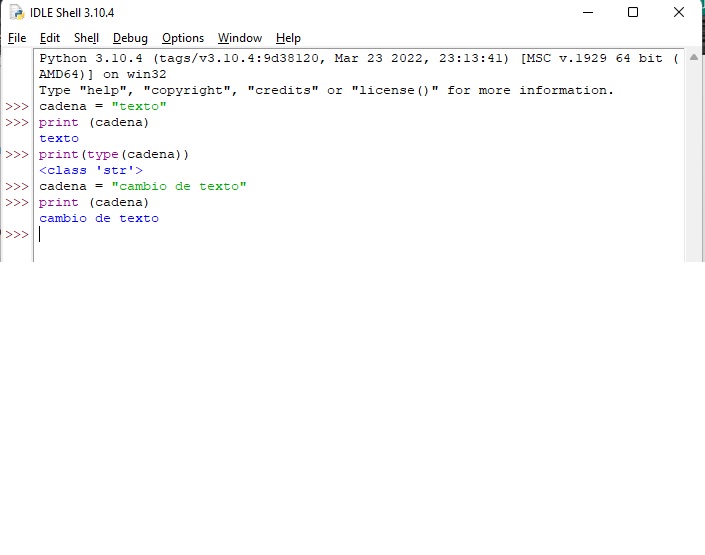 IDLE Shell 3.10.4
File Edit Shell Debug Options Window Help
Python 3.10.4 (tags/v3.10.4:9d38120, Mar 23 2022, 23:13:41) [MSC v.1929 64 bit (
AMD64)] on win32
Type "help", "copyright", "credits" or "license()" for more information.
>>> cadena = "texto"
>>> print (cadena)
texto
>>> print(type(cadena))
<class 'str'>
>>> cadena = "cambio de texto"
>>> print (cadena)
cambio de texto
>>>